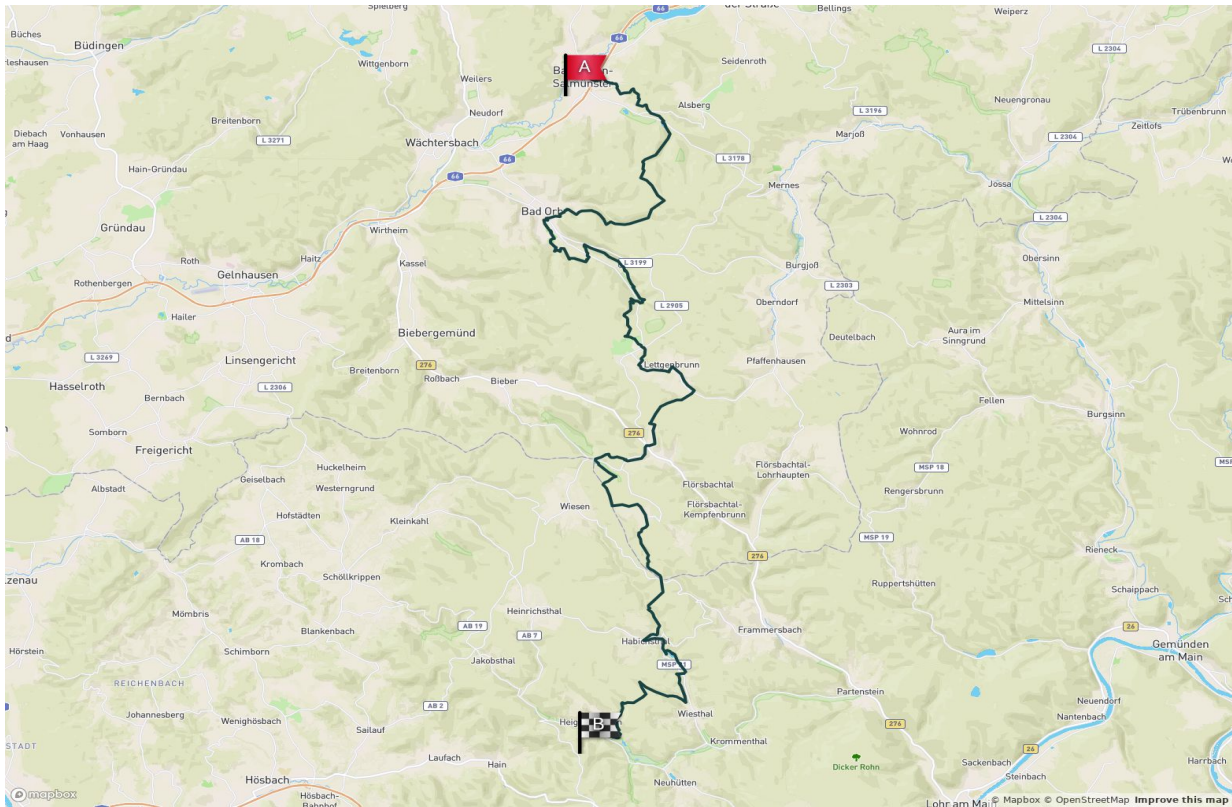 Spielberg
66
der Straße
Bellings
Weiperz
Büches
Büdingen
L 2304
Wittgenborn
Weilers
Seidenroth
A
Salmünster
Neuengronau
Neudorf
Alsberg
Trübenbrunn
Diebach
am Haag
Vonhausen
Breitenborn
L 3196
Marjoß
Zeitlofs
L 3271
Wächtersbach
L 2304
66
L 3178
Hain-Gründau
66
Mernes
Jossa
Bad Orb
L 2304
Gründau
Wirtheim
Roth
Haitz
Kassel
L 3199
Burgjoß
Obersinn
Gelnhausen
Rothenbergen
L 2303
Hailer
L 2905
Oberndorf
Mittelsinn
Biebergemünd
Deutelbach
Aura im
Sinngrund
L 3269
Linsengericht
276
Lettgenbrunn
Pfaffenhausen
Hasselroth
Breitenborn
Roßbach
Bieber
L 2306
Bernbach
Fellen
Burgsinn
Somborn
276
Wohnrod
Freigericht
Huckelheim
Flörsbachtal-
Lohrhaupten
MSP 18
Geiselbach
Albstadt
Westerngrund
Flörsbachtal
Rengersbrunn
Wiesen
Flörsbachtal-
Kempfenbrunn
Hofstädten
Kleinkahl
AB 18
MSP 19
Rieneck
276
Krombach
Schöllkrippen
Ruppertshütten
Schaippach
Mömbris
Heinrichsthal
Blankenbach
AB 19
AB 7
Frammersbach
26
Habichsthal
Gemünden
am Main
Hörstein
Schimborn
Jakobsthal
REICHENBACH
Partenstein
Neuendorf
AB 2
Johannesberg
Wiesthal
Nantenbach
Wenighösbach
Sailauf
B
276
STADT
Krommenthal
26
Laufach
Hain
Dicker Rohn
Sackenbach
Harrbach
Hösbach
Neuhütten
Steinbach
Hösbach-
Bahnhof
Lohr am Main
mapbox
© Mapbox © OpenStreetMap Improve this map